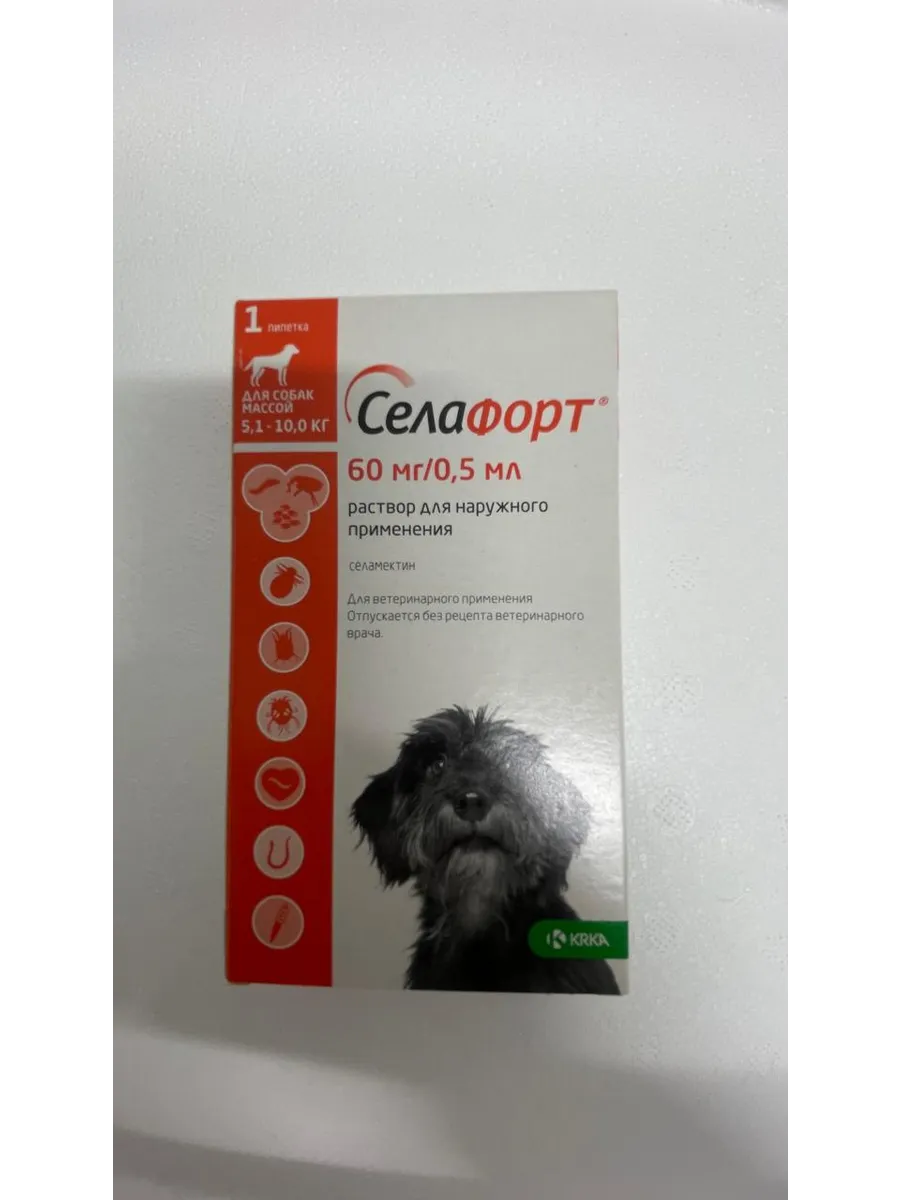 1 пипетка
ДЛЯ СОБАК
МАССОЙ
5,1 - 10,0 КГ
Селафорт®
60 мг/0,5 мл
раствор для наружного
применения
селамектин
Для ветеринарного применения
Отпускается без рецепта ветеринарного
врача.
KRKA